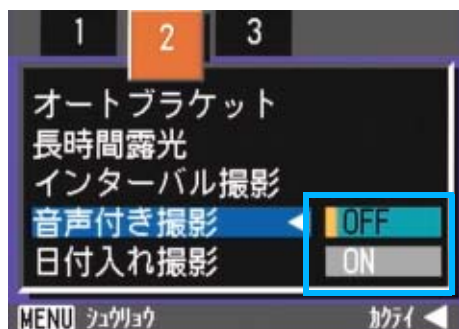 1 2 3
オートブラケット
長時間露光
インターバル撮影
音声付き撮影 ◀ OFF
日付入れ撮影 ON
MENU ｼｭｳﾘｮｳ ｶｸﾃｲ ◀